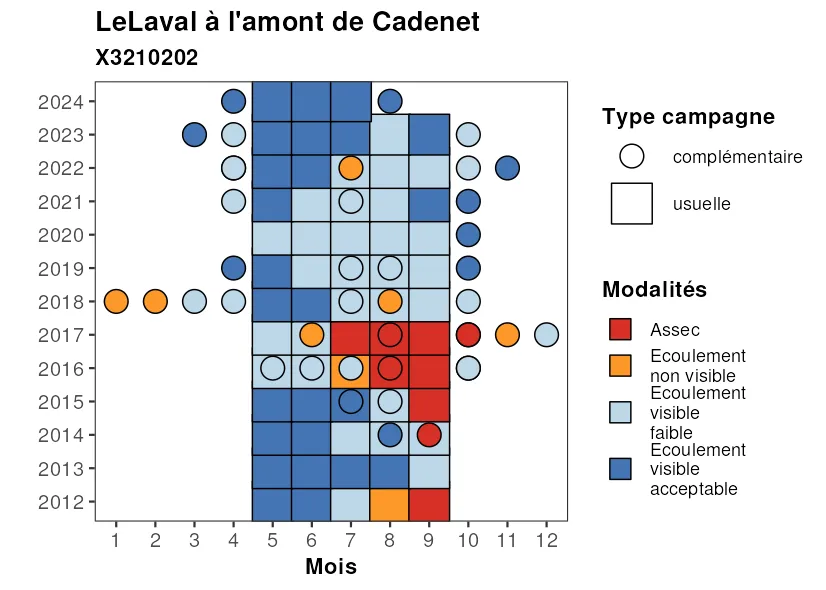 LeLaval à l'amont de Cadenet
X3210202
2024
2023
2022
2021
2020
2019
2018
2017
2016
2015
2014
2013
2012
1 2 3 4 5 6 7 8 9 10 11 12
Mois
Type campagne
complémentaire
usuelle
Modalités
Assec
Ecoulement
non visible
Ecoulement
visible
faible
Ecoulement
visible
acceptable